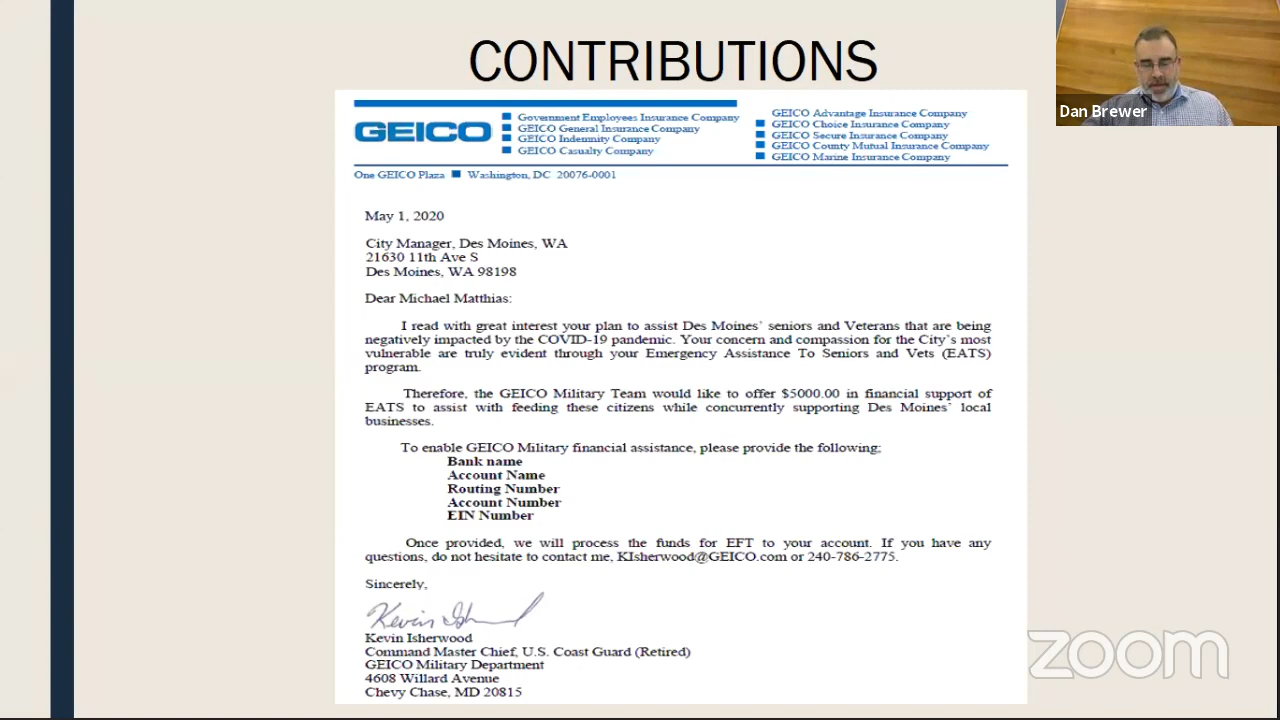 CONTRIBUTIONS
Dan Brewer
GEICO
Government Employees Insurance Company
GEICO General Insurance Company
GEICO Indemnity Company
GEICO Casualty Company
GEICO Advantage Insurance Company
GEICO Choice Insurance Company
GEICO Secure Insurance Company
GEICO County Mutual Insurance Company
GEICO Marine Insurance Company
One GEICO Plaza ■ Washington, DC 20076-0001
May 1, 2020
City Manager, Des Moines, WA
21630 11th Ave S
Des Moines, WA 98198
Dear Michael Matthias:
I read with great interest your plan to assist Des Moines' seniors and Veterans that are being
negatively impacted by the COVID-19 pandemic. Your concern and compassion for the City's most
vulnerable are truly evident through your Emergency Assistance To Seniors and Vets (EATS)
program.
Therefore, the GEICO Military Team would like to offer $5000.00 in financial support of
EATS to assist with feeding these citizens while concurrently supporting Des Moines' local
businesses.
To enable GEICO Military financial assistance, please provide the following;
Bank name
Account Name
Routing Number
Account Number
EIN Number
Once provided, we will process the funds for EFT to your account. If you have any
questions, do not hesitate to contact me, KIsherwood@GEICO.com or 240-786-2775.
Sincerely,
Kevin Isherwood
Command Master Chief, U.S. Coast Guard (Retired)
GEICO Military Department
4608 Willard Avenue
Chevy Chase, MD 20815
zoom